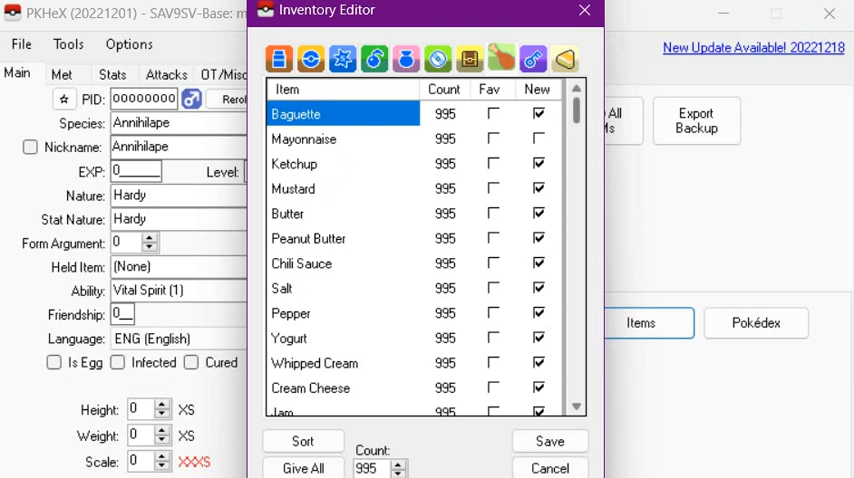 PKHeX (20221201) - SAV9SV-Base: m
File Tools Options
New Update Available! 20221218
Main Met Stats Attacks OT/Misc
PID: 00000000 Rerol
Species: Annihilape
Nickname: Annihilape
EXP: 0 Level:
Nature: Hardy
Stat Nature: Hardy
Form Argument: 0
Held Item: (None)
Ability: Vital Spirit (1)
Friendship: 0
Language: ENG (English)
Is Egg Infected Cured
Height: 0 XS
Weight: 0 XS
Scale: 0 XXXS
Inventory Editor
Item Count Fav New
Baguette 995
Mayonnaise 995
Ketchup 995
Mustard 995
Butter 995
Peanut Butter 995
Chili Sauce 995
Salt 995
Pepper 995
Yogurt 995
Whipped Cream 995
Cream Cheese 995
Jam 995
Sort Count: Save
Give All 995 Cancel
All
Export
Backup
Items Pokédex